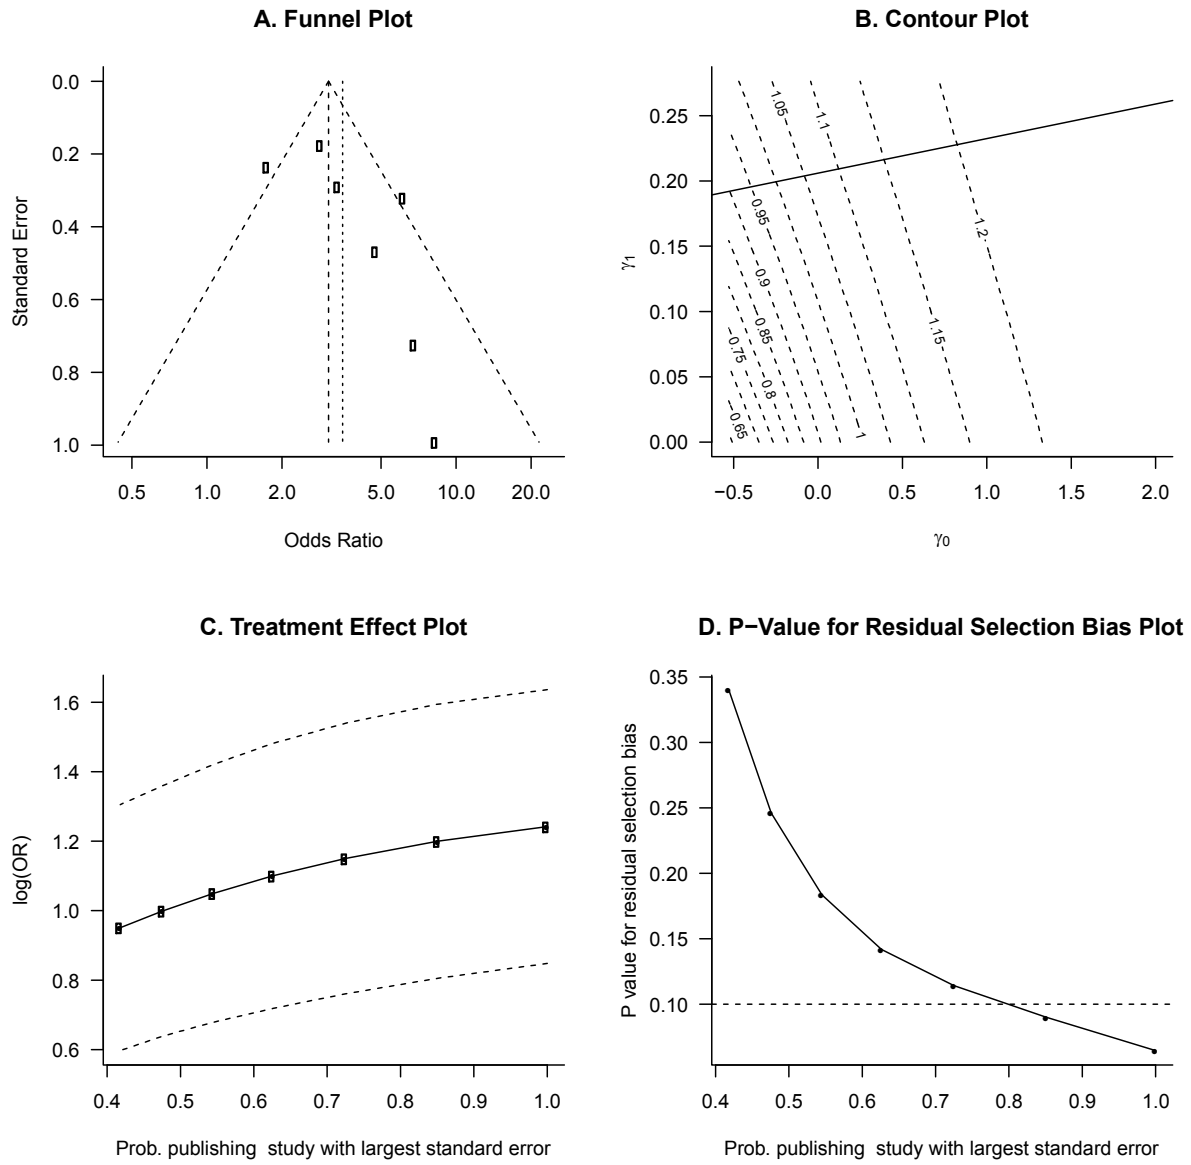 A. Funnel Plot
Standard Error
0.0
0.2
0.4
0.6
0.8
1.0
0.5 1.0 2.0 5.0 10.0 20.0
Odds Ratio
B. Contour Plot
γ1
0.25
0.20
0.15
0.10
0.05
0.00
1.05
1.1
0.95
1.2
0.9
0.85
0.75
1.15
0.8
0.65
1
−0.5 0.0 0.5 1.0 1.5 2.0
γ0
C. Treatment Effect Plot
log(OR)
1.6
1.4
1.2
1.0
0.8
0.6
0.4 0.5 0.6 0.7 0.8 0.9 1.0
Prob. publishing study with largest standard error
D. P−Value for Residual Selection Bias Plot
P value for residual selection bias
0.35
0.30
0.25
0.20
0.15
0.10
0.4 0.5 0.6 0.7 0.8 0.9 1.0
Prob. publishing study with largest standard error